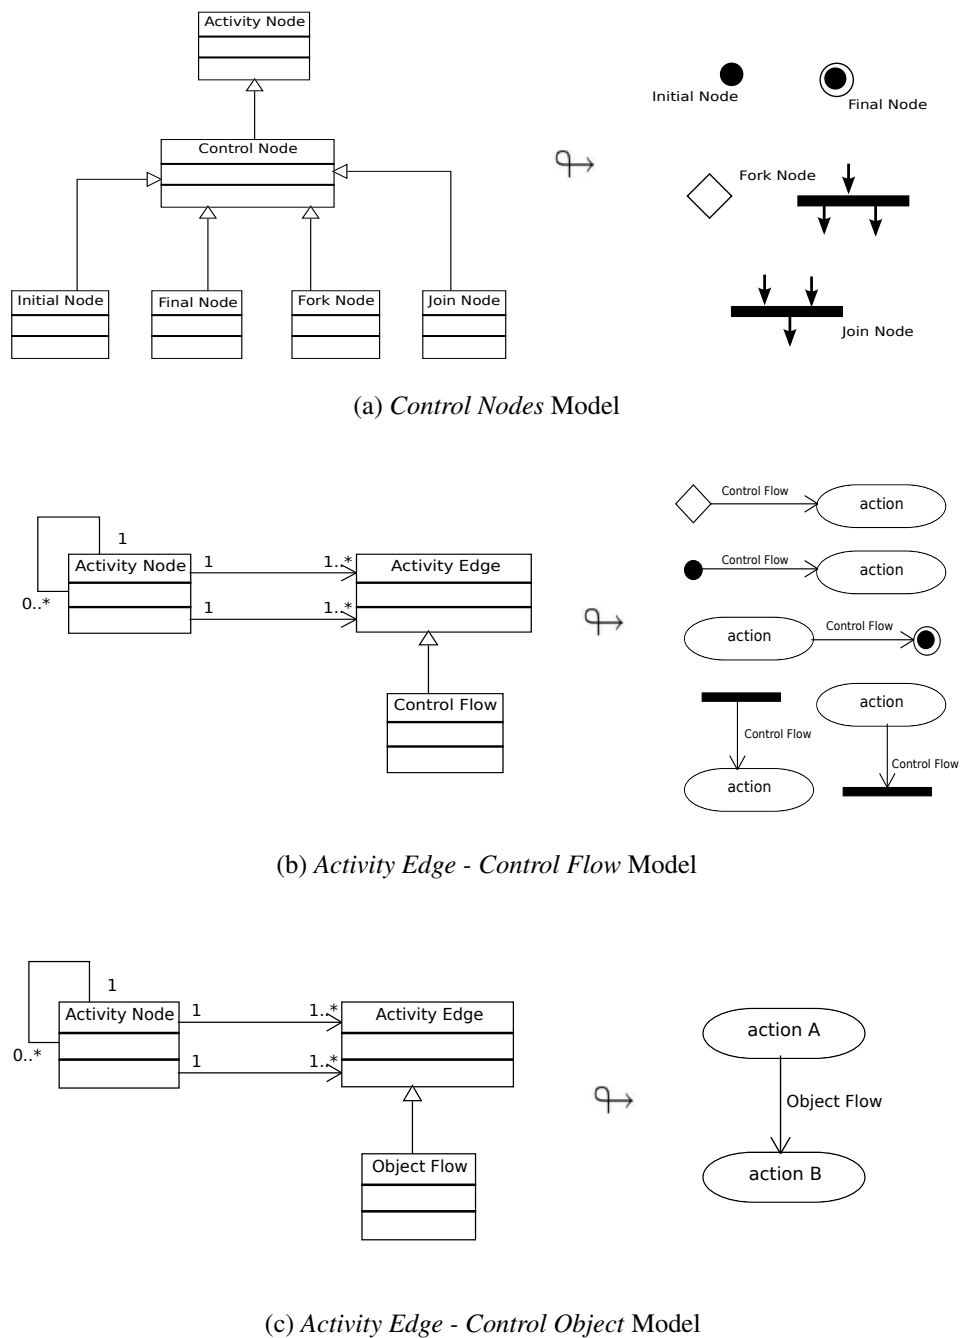 Activity Node
Control Node
Initial Node
Final Node
Fork Node
Join Node
Initial Node
Final Node
Fork Node
Join Node
(a) Control Nodes Model
1
Activity Node
0..*
1
1..*
1
1..*
Activity Edge
Control Flow
Control Flow
action
Control Flow
action
action
Control Flow
Control Flow
action
action
Control Flow
(b) Activity Edge - Control Flow Model
1
Activity Node
0..*
1
1..*
1
1..*
Activity Edge
Object Flow
action A
Object Flow
action B
(c) Activity Edge - Control Object Model